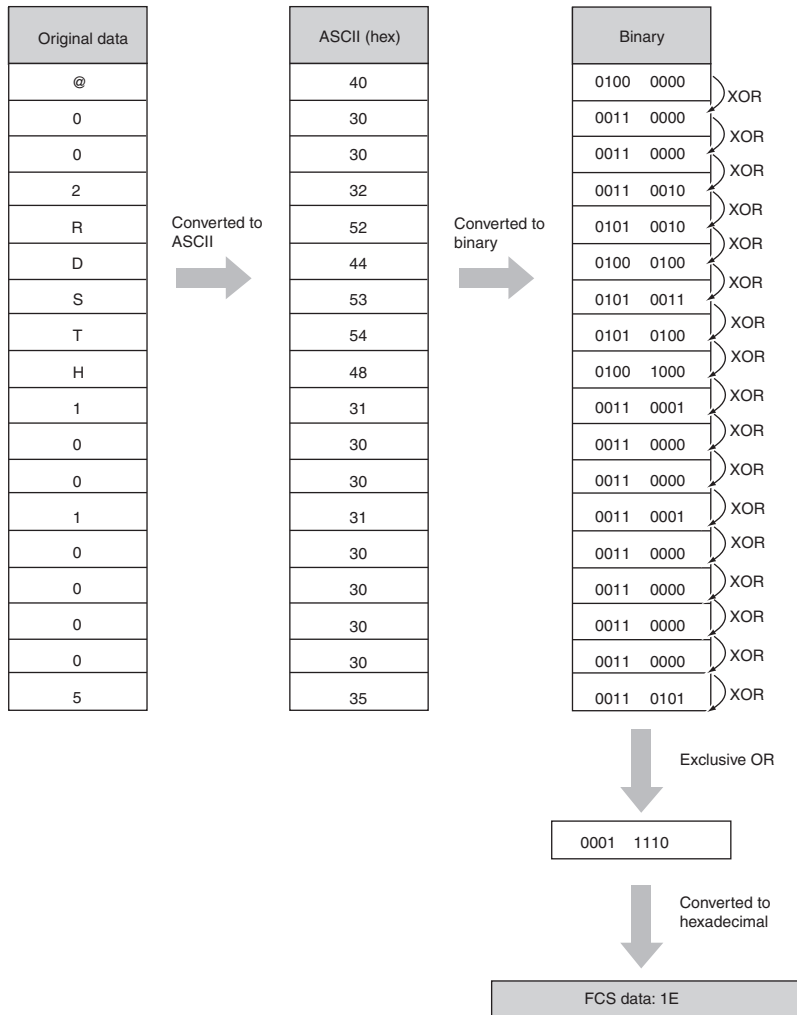 Original data ASCII (hex) Binary
@ 40 0100 0000
XOR
0 30 0011 0000
XOR
0 30 0011 0000
XOR
2 32 0011 0010
XOR
R Converted to ASCII 52 Converted to binary 0101 0010
XOR
D 44 0100 0100
XOR
S 53 0101 0011
XOR
T 54 0101 0100
XOR
H 48 0100 1000
XOR
1 31 0011 0001
XOR
0 30 0011 0000
XOR
0 30 0011 0000
XOR
1 31 0011 0001
XOR
0 30 0011 0000
XOR
0 30 0011 0000
XOR
0 30 0011 0000
XOR
0 30 0011 0000
XOR
5 35 0011 0101
Exclusive OR
0001 1110
Converted to
hexadecimal
FCS data: 1E